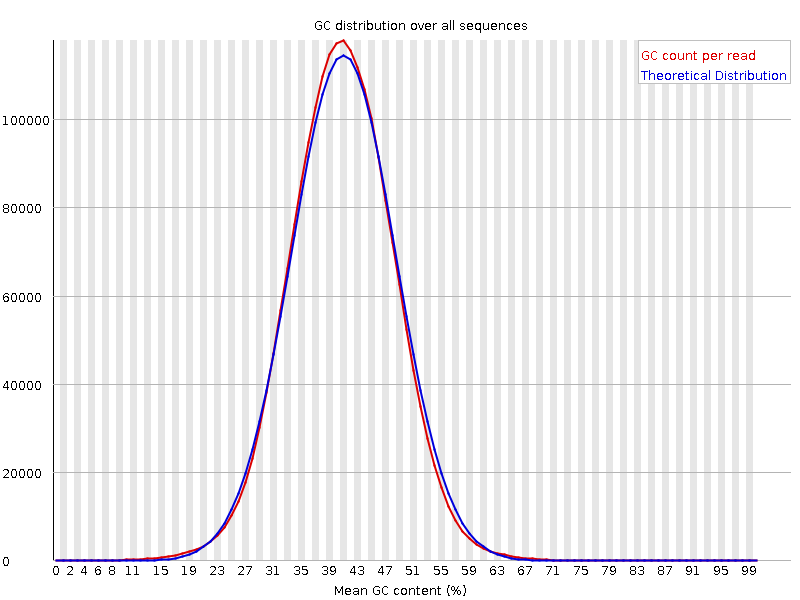 GC distribution over all sequences
GC count per read
Theoretical Distribution
100000
80000
60000
40000
20000
0
0 2 4 6 8 11 15 19 23 27 31 35 39 43 47 51 55 59 63 67 71 75 79 83 87 91 95 99
Mean GC content (%)